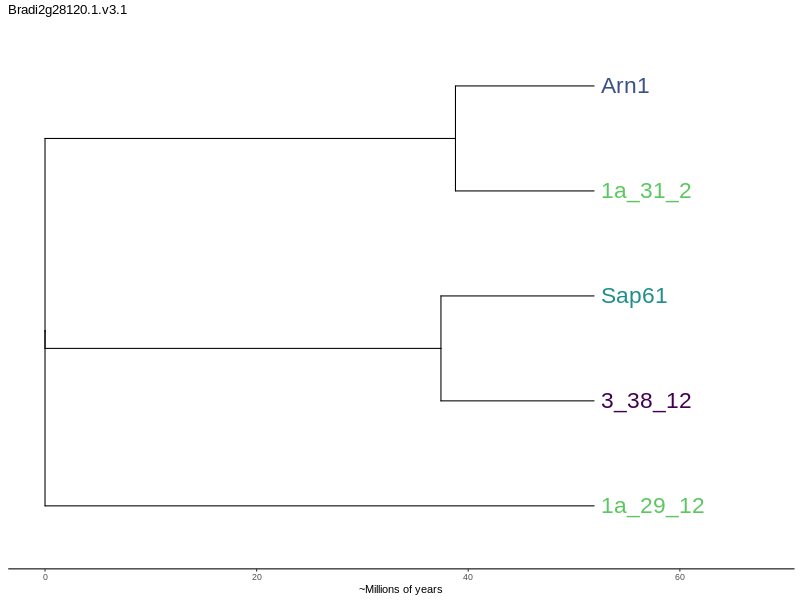 Bradi2g28120.1.v3.1
Arn1
1a_31_2
Sap61
3_38_12
1a_29_12
0 20 40 60
~Millions of years